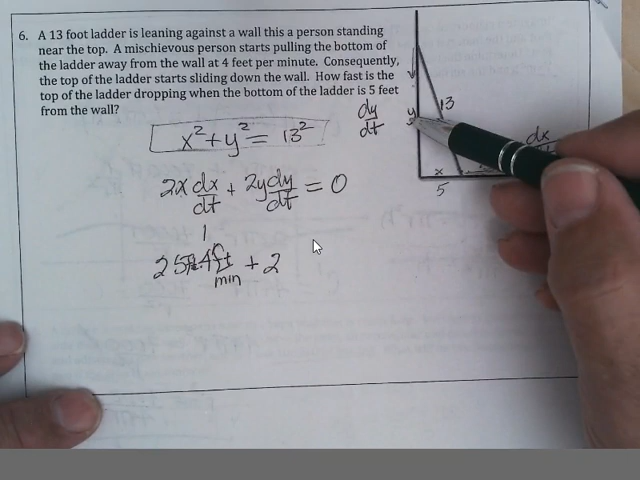 6. A 13 foot ladder is leaning against a wall this a person standing
near the top. A mischievous person starts pulling the bottom of
the ladder away from the wall at 4 feet per minute. Consequently,
the top of the ladder starts sliding down the wall. How fast is the
top of the ladder dropping when the bottom of the ladder is 5 feet
from the wall?
x² + y² = 13²
dy/dt
y
13
dx
x
5
2x dx/dt + 2y dy/dt = 0
ft
min
+ 2